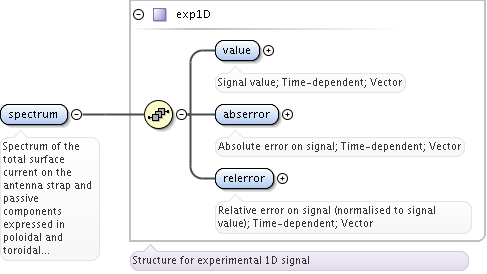 exp1D
value
Signal value; Time-dependent; Vector
spectrum
abserror
Spectrum of the
total surface
current on the
antenna strap and
passive
components
expressed in
poloidal and
toroidal...
Absolute error on signal; Time-dependent; Vector
relerror
Relative error on signal (normalised to signal
value); Time-dependent; Vector
Structure for experimental 1D signal